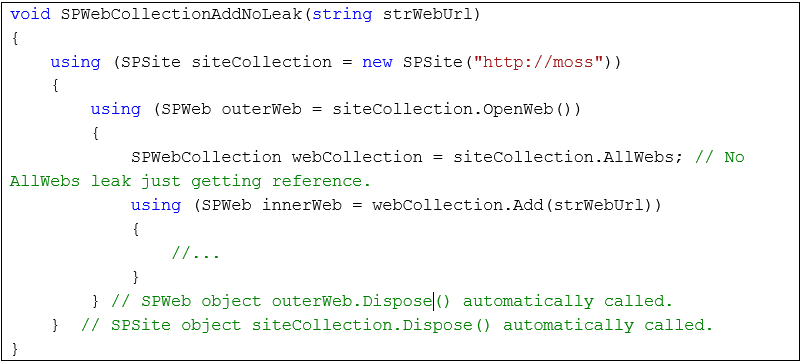 void SPWebCollectionAddNoLeak(string strWebUrl)
{
    using (SPSite siteCollection = new SPSite("http://moss"))
    {
        using (SPWeb outerWeb = siteCollection.OpenWeb())
        {
            SPWebCollection webCollection = siteCollection.AllWebs; // No
AllWebs leak just getting reference.
            using (SPWeb innerWeb = webCollection.Add(strWebUrl))
            {
                //...
            }
        } // SPWeb object outerWeb.Dispose() automatically called.
    }  // SPSite object siteCollection.Dispose() automatically called.
}